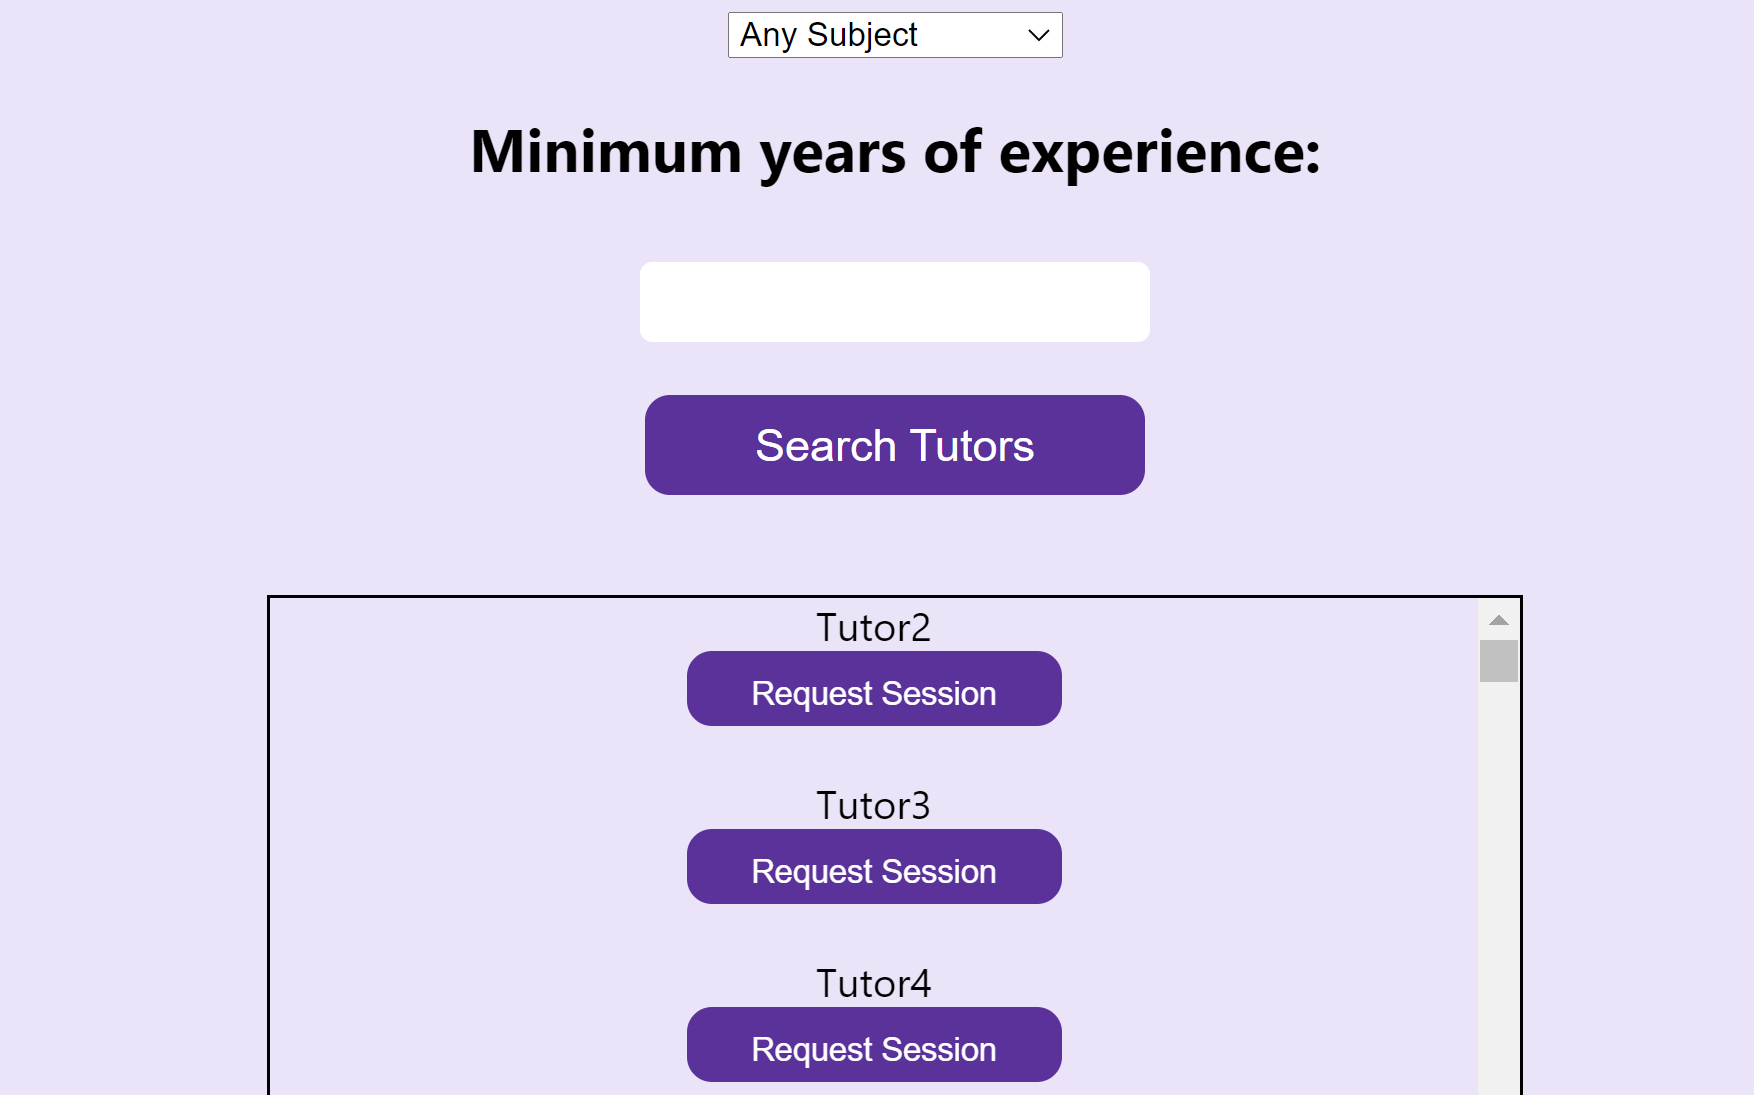 Any Subject
Minimum years of experience:
Search Tutors
Tutor2
Request Session
Tutor3
Request Session
Tutor4
Request Session